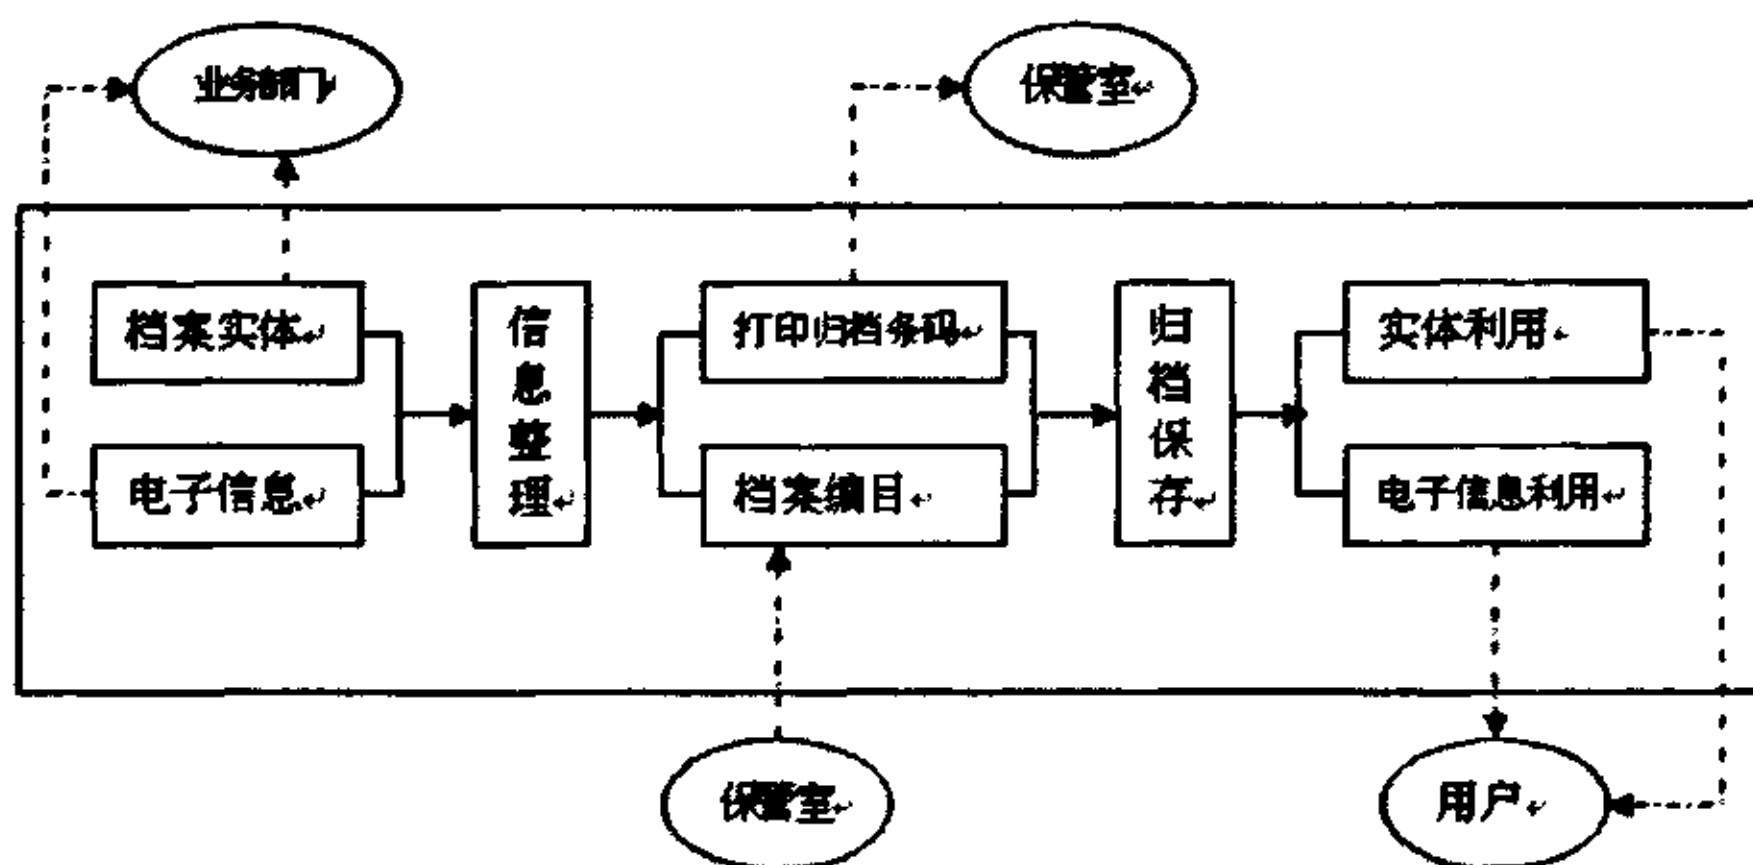 业务部门
保管室
档案实体
信息整理
打印归档条码
归档保存
实体利用
电子信息
档案编目
电子信息利用
保管室
用户